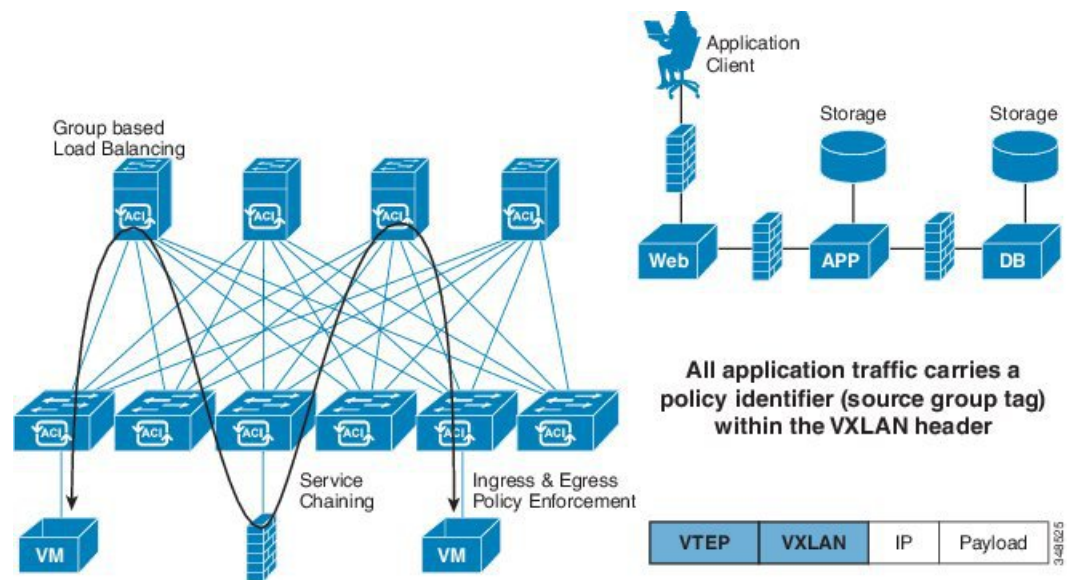 Group based
Load Balancing
ACI
ACI
ACI
ACI
ACI
ACI
ACI
ACI
ACI
ACI
Service
Chaining
Ingress & Egress
Policy Enforcement
VM
VM
Application
Client
Storage
Storage
Web
APP
DB
All application traffic carries a
policy identifier (source group tag)
within the VXLAN header
VTEP
VXLAN
IP
Payload
348525